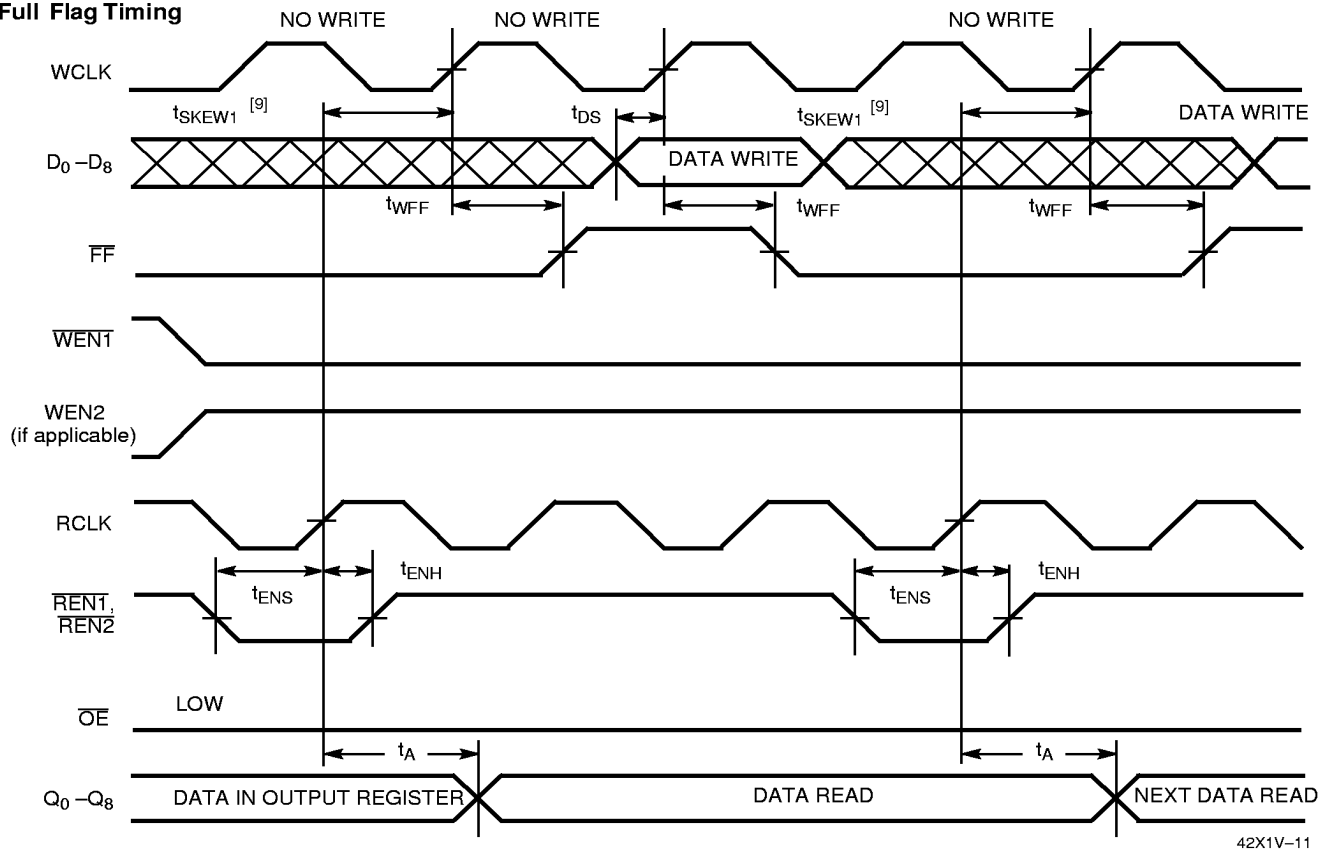 Full Flag Timing
NO WRITE
NO WRITE
NO WRITE
WCLK
tSKEW1 [9]
tDS
tSKEW1 [9]
DATA WRITE
D0 –D8
DATA WRITE
tWFF
tWFF
tWFF
FF
WEN1
WEN2
(if applicable)
RCLK
tENH
tENH
tENS
tENS
REN1,
REN2
LOW
OE
tA
tA
Q0 –Q8
DATA IN OUTPUT REGISTER
DATA READ
NEXT DATA READ
42X1V–11